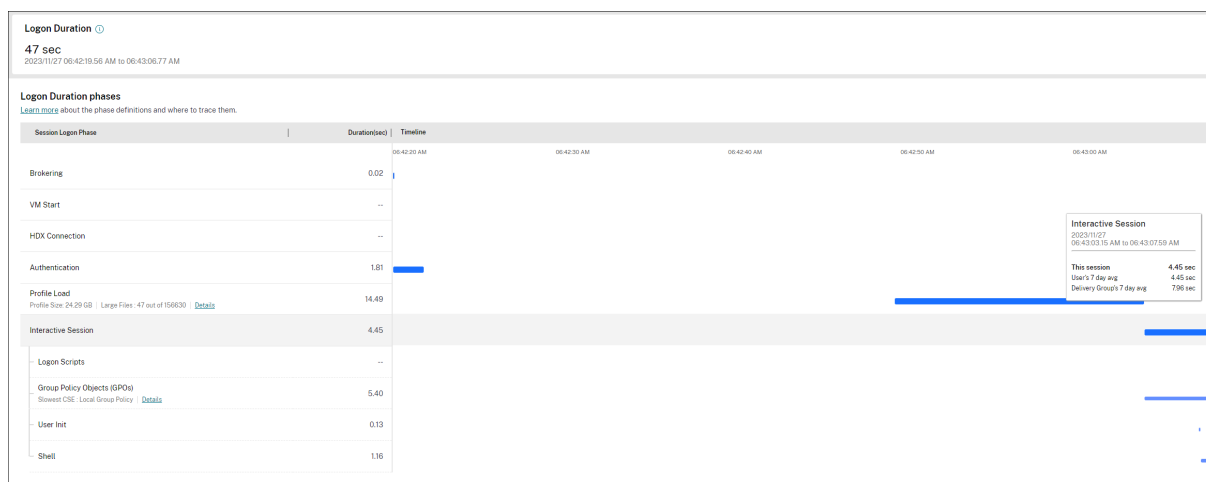 Logon Duration
47 sec
2023/11/27 06:42:19.56 AM to 06:43:06.77 AM
Logon Duration phases
Learn more about the phase definitions and where to trace them.
Session Logon Phase | Duration(sec) | Timeline
06:42:20 AM 06:42:30 AM 06:42:40 AM 06:42:50 AM 06:43:00 AM
Brokering 0.02
VM Start --
HDX Connection --
Authentication 1.81
Profile Load 14.49
Profile Size: 24.29 GB | Large Files : 47 out of 156630 | Details
Interactive Session 4.45
Logon Scripts --
Group Policy Objects (GPOs) 5.40
Slowest CSE : Local Group Policy | Details
User Init 0.13
Shell 1.16
Interactive Session
2023/11/27
06:43:03.15 AM to 06:43:07.59 AM
This session 4.45 sec
User's 7 day avg 4.45 sec
Delivery Group's 7 day avg 7.96 sec